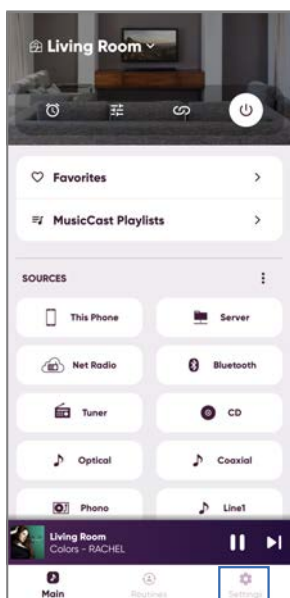 Living Room
Favorites
MusicCast Playlists
SOURCES
This Phone
Server
Net Radio
Bluetooth
Tuner
CD
Optical
Coaxial
Phono
Line1
Living Room
Colors - RACHEL
Main
Routines
Settings